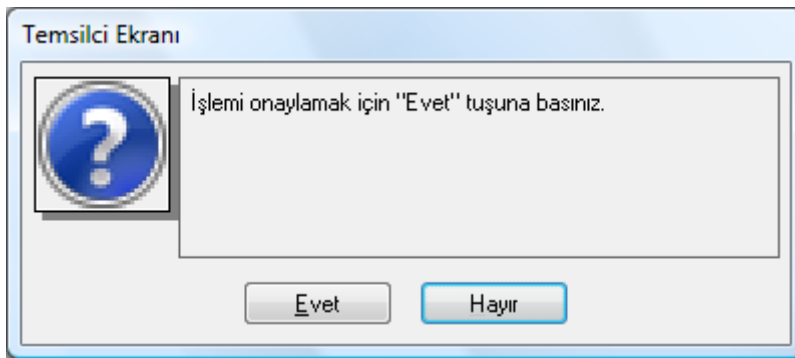 Temsilci Ekranı
İşlemi onaylamak için "Evet" tuşuna basınız.
Evet
Hayır